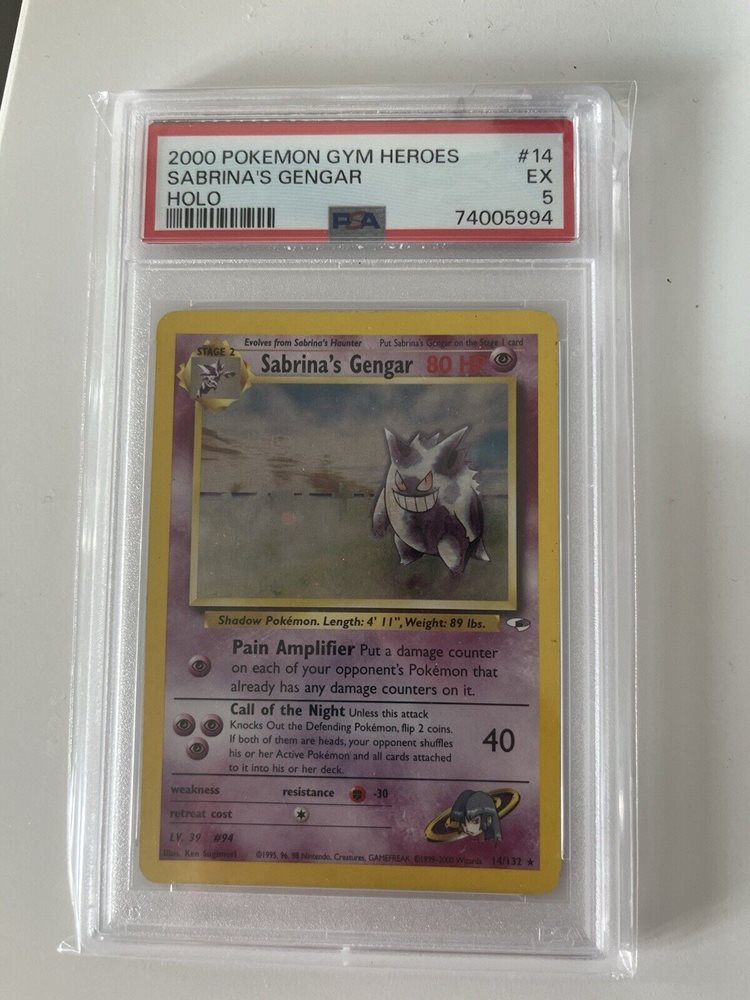 2000 POKEMON GYM HEROES #14
SABRINA'S GENGAR EX
HOLO 5
PSA 74005994
Evolves from Sabrina's Haunter Put Sabrina's Gengar on the Stage 1 card
STAGE 2
Sabrina's Gengar 80 HP
Shadow Pokémon. Length: 4' 11", Weight: 89 lbs.
Pain Amplifier Put a damage counter
on each of your opponent's Pokémon that
already has any damage counters on it.
Call of the Night Unless this attack
Knocks Out the Defending Pokémon, flip 2 coins.
If both of them are heads, your opponent shuffles
his or her Active Pokémon and all cards attached
to it into his or her deck.
40
weakness resistance -30
retreat cost
LV. 39 #94
Illus. Ken Sugimori ©1995, 96, 98 Nintendo, Creatures, GAMEFREAK. ©1999-2000 Wizards. 14/132 ★